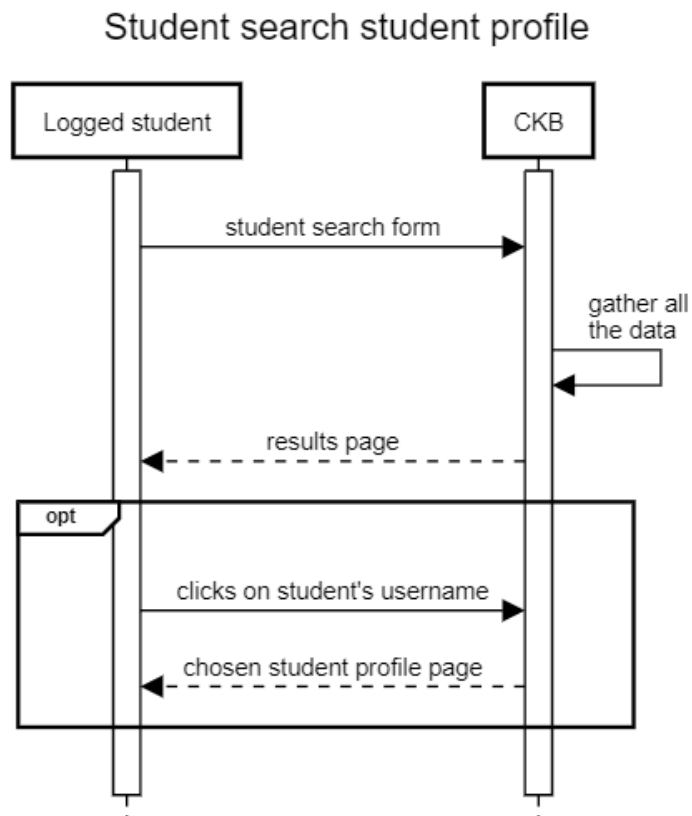 Student search student profile
Logged student
CKB
student search form
gather all
the data
results page
opt
clicks on student's username
chosen student profile page